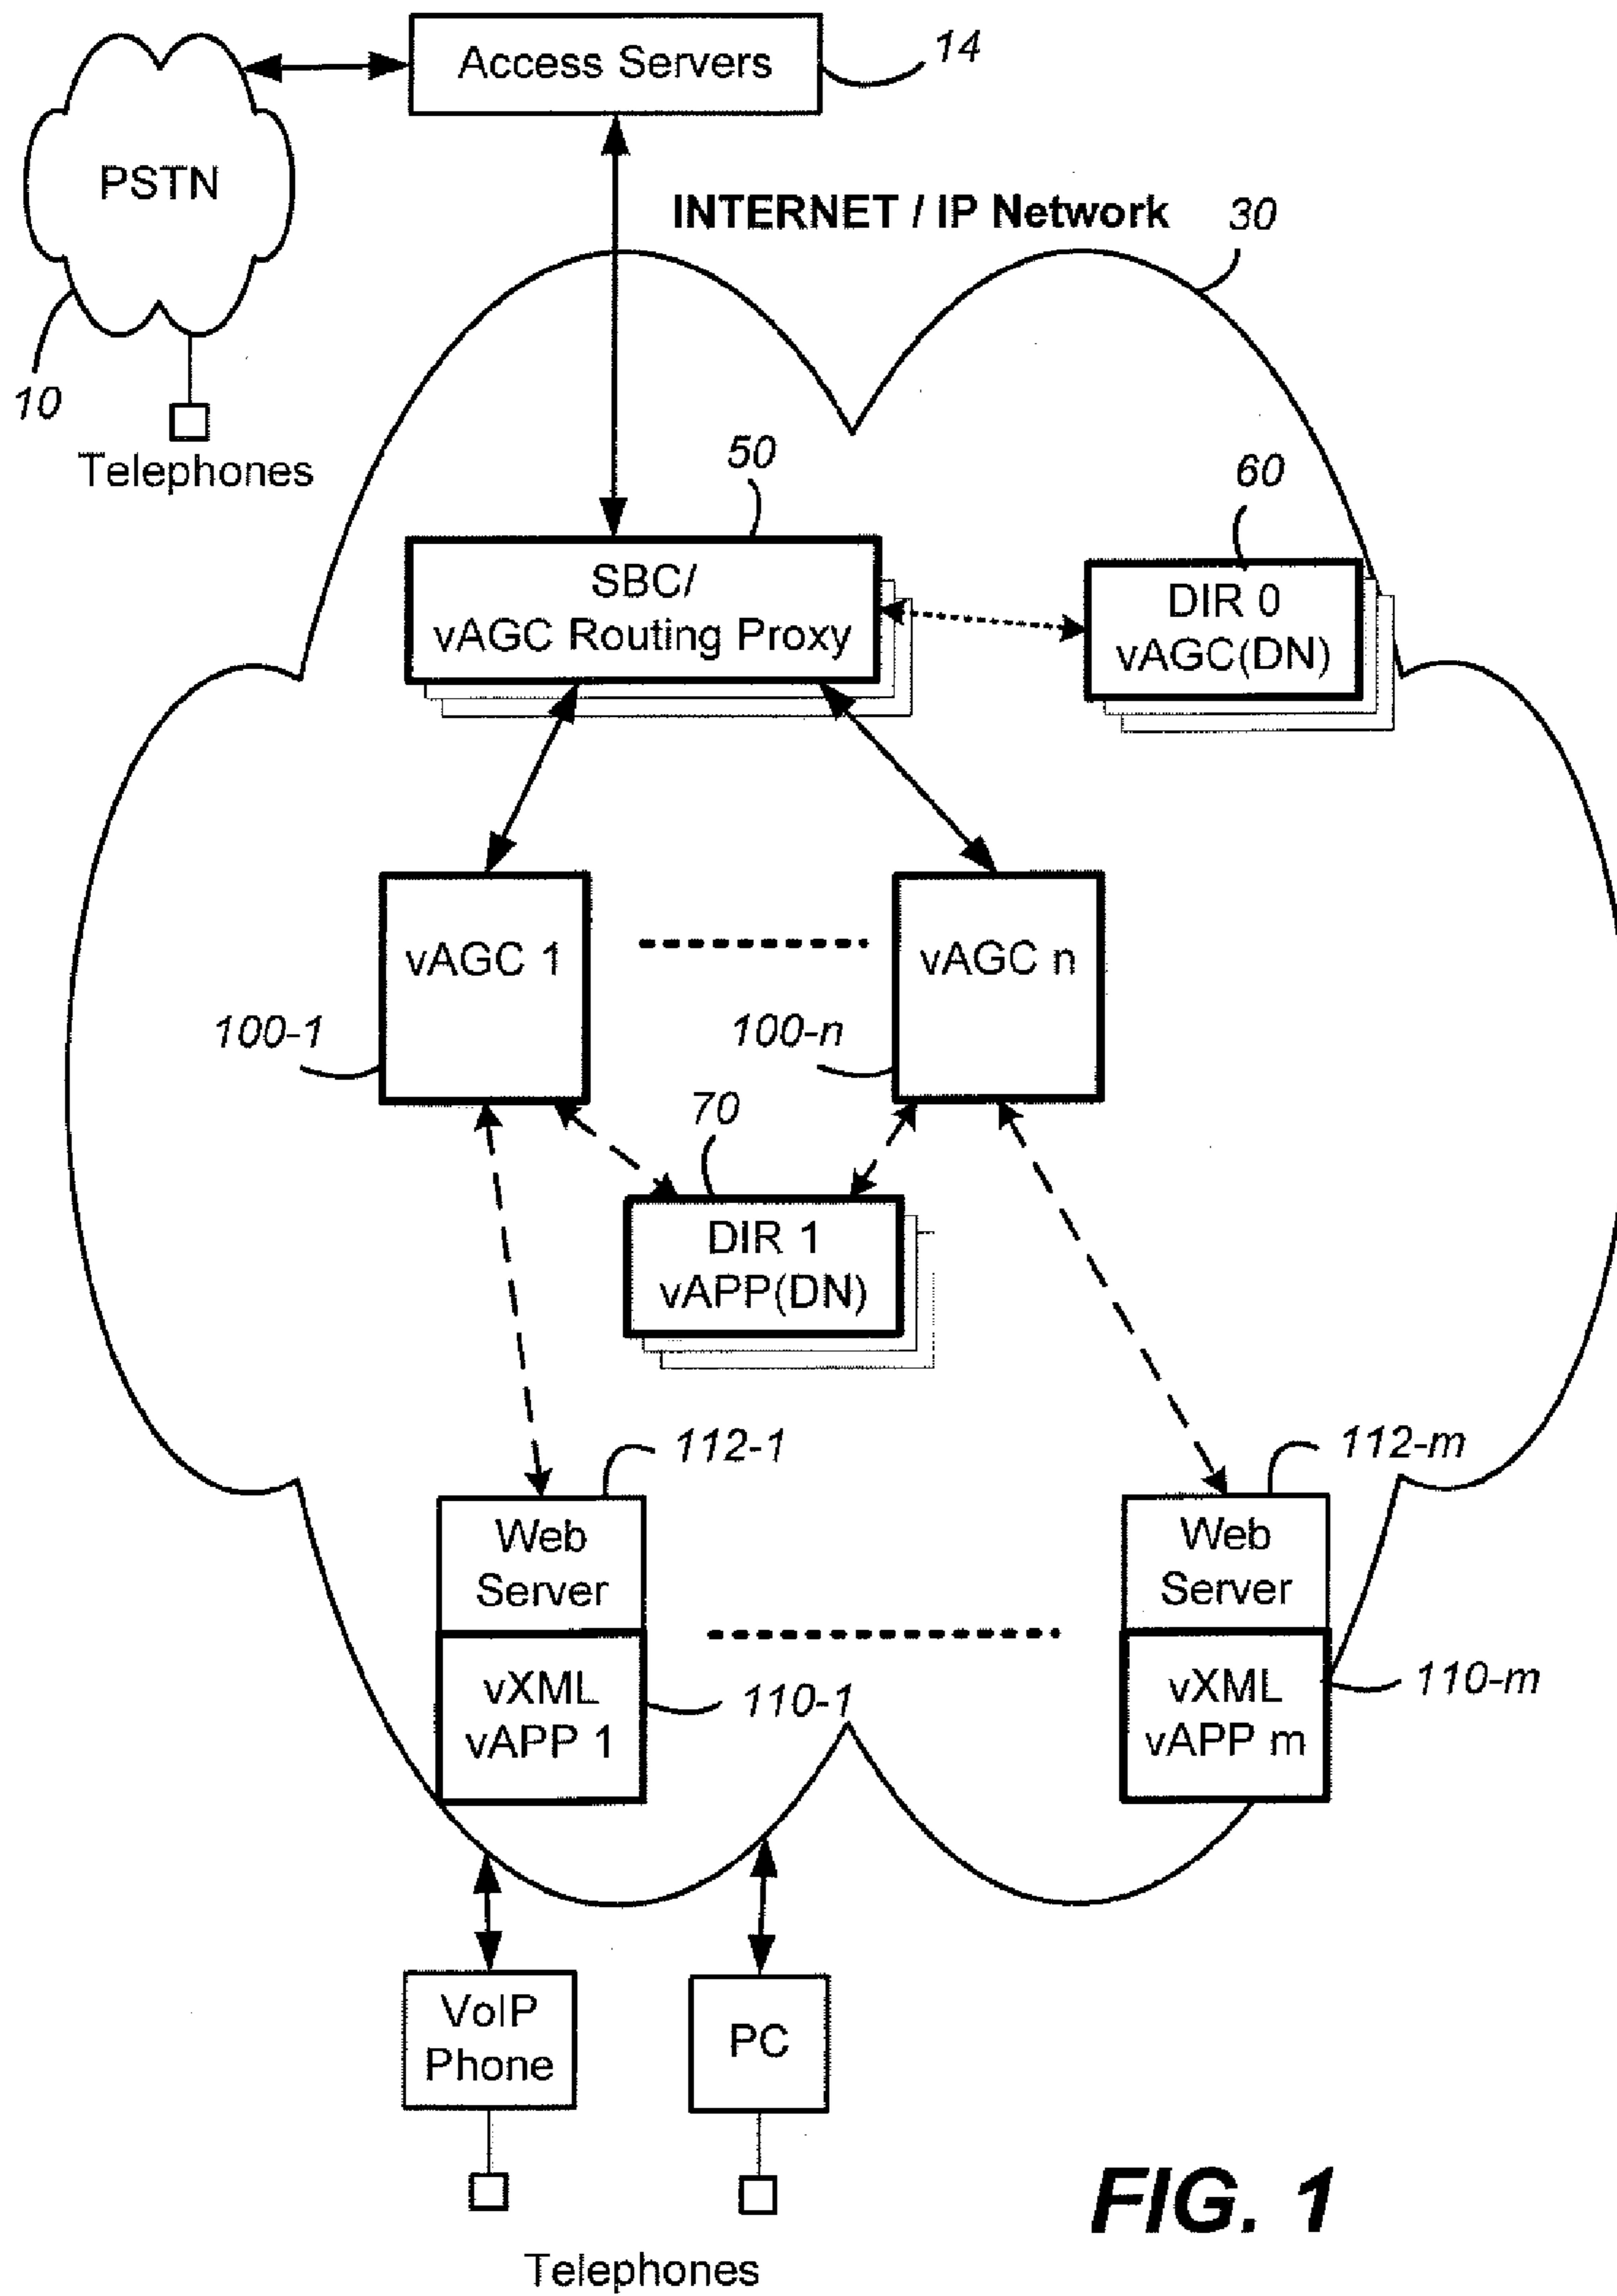 Access Servers
14
PSTN
INTERNET / IP Network
30
10
Telephones
50
60
SBC/
vAGC Routing Proxy
DIR 0
vAGC(DN)
vAGC 1
vAGC n
100-1
100-n
70
DIR 1
vAPP(DN)
112-1
112-m
Web
Server
Web
Server
vXML
vAPP 1
110-1
vXML
vAPP m
110-m
VoIP
Phone
PC
FIG. 1
Telephones